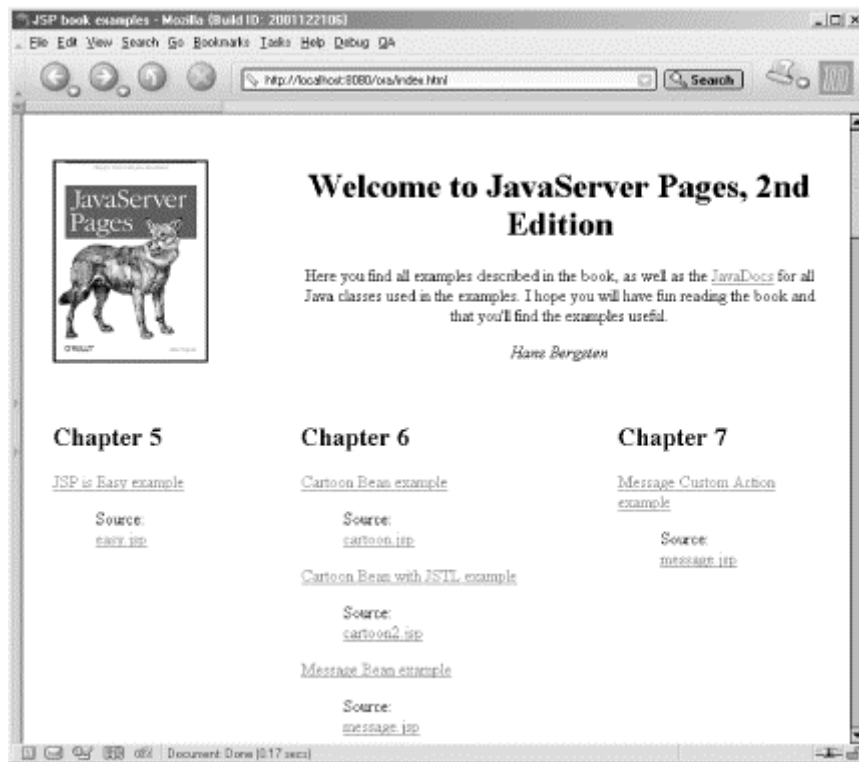 JSP book examples - Mozilla {Build ID: 2001122106}
File Edit View Search Go Bookmarks Tasks Help Debug QA
http://localhost:8080/ora/index.html
Search
JavaServer
Pages
O'REILLY
Welcome to JavaServer Pages, 2nd
Edition
Here you find all examples described in the book, as well as the JavaDocs for all
Java classes used in the examples. I hope you will have fun reading the book and
that you'll find the examples useful.
Hans Bergsten
Chapter 5
JSP is Easy example
Source:
easy.jsp
Chapter 6
Cartoon Bean example
Source:
cartoon.jsp
Cartoon Bean with JSTL example
Source:
cartoon2.jsp
Message Bean example
Source:
message.jsp
Chapter 7
Message Custom Action
example
Source:
message.jsp
Document: Done (0.17 secs)